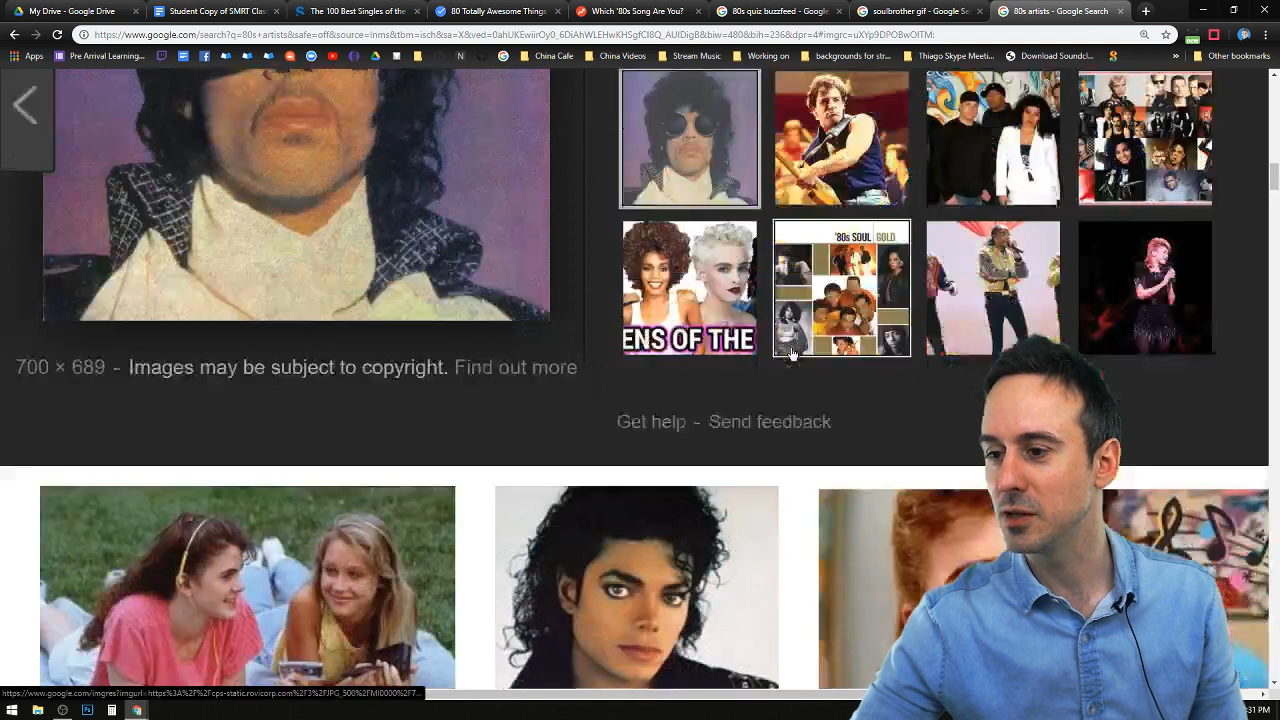 My Drive - Google Drive
Student Copy of SMRT Clas
The 100 Best Singles of the
80 Totally Awesome Things
Which '80s Song Are You?
80s quiz buzzfeed - Google
soulbrother gif - Google Se
80s artists - Google Search
Apps
Pre Arrival Learning...
China Cafe
China Videos
Stream Music
Working on
backgrounds for str...
Thiago Skype Meeti...
Download Soundcl...
Other bookmarks
'80s SOUL GOLD
ENS OF THE
700 × 689 - Images may be subject to copyright. Find out more
Get help - Send feedback
:31 PM